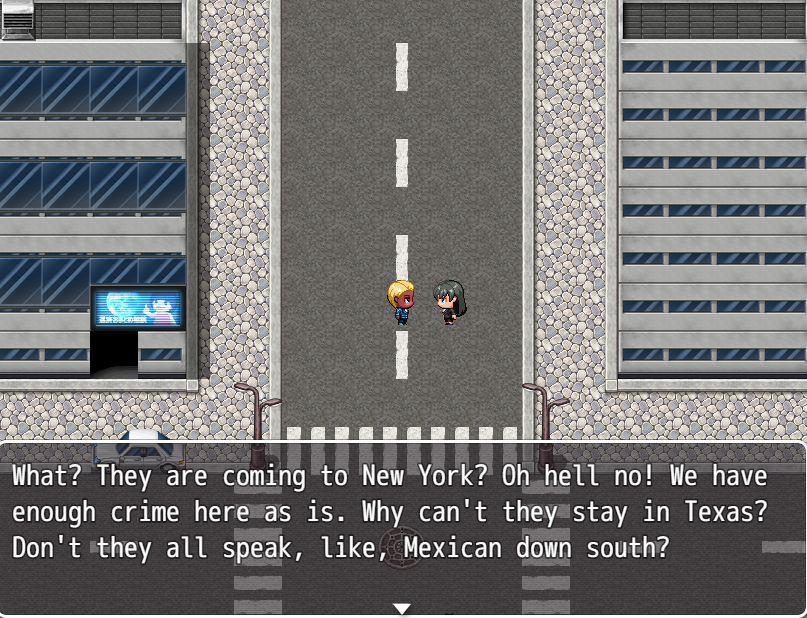 What? They are coming to New York? Oh hell no! We have
enough crime here as is. Why can't they stay in Texas?
Don't they all speak, like, Mexican down south?